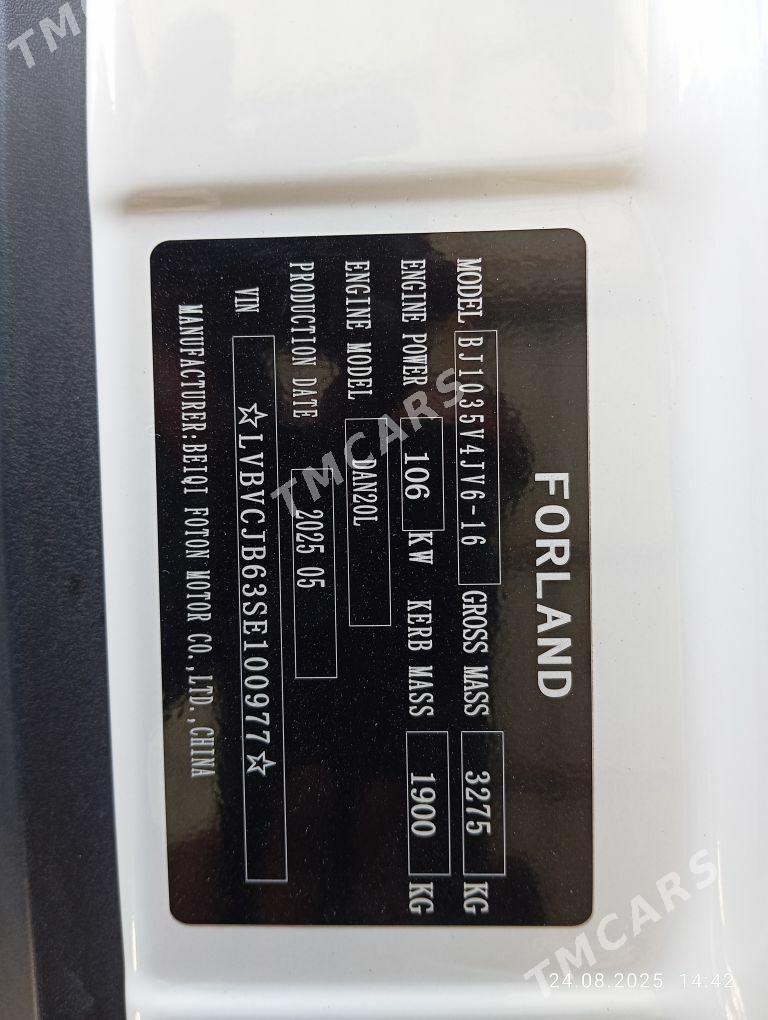 FORLAND
MODEL BJ1035V4JV6-16 GROSS MASS 3275 KG
ENGINE POWER 106 KW KERB MASS 1900 KG
ENGINE MODEL DAN20L
PRODUCTION DATE 2025 05
VIN ☆LVBVCJB63SE100977☆
MANUFACTURER:BEIQI FOTON MOTOR CO.,LTD.,CHINA
TMCARS
TMCARS
TMCARS
24.08.2025 14:42